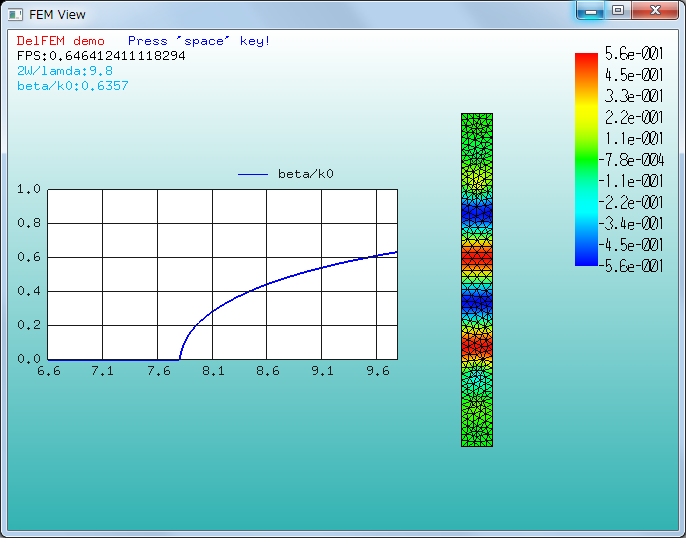 FEM View
DelFEM demo Press 'space' key!
FPS:0.646412411118294
2W/lamda:9.8
beta/k0:0.6357
beta/k0
1.0
0.8
0.6
0.4
0.2
0.0
6.6 7.1 7.6 8.1 8.6 9.1 9.6
5.6e-001
4.5e-001
3.3e-001
2.2e-001
1.1e-001
-7.8e-004
-1.1e-001
-2.2e-001
-3.4e-001
-4.5e-001
-5.6e-001